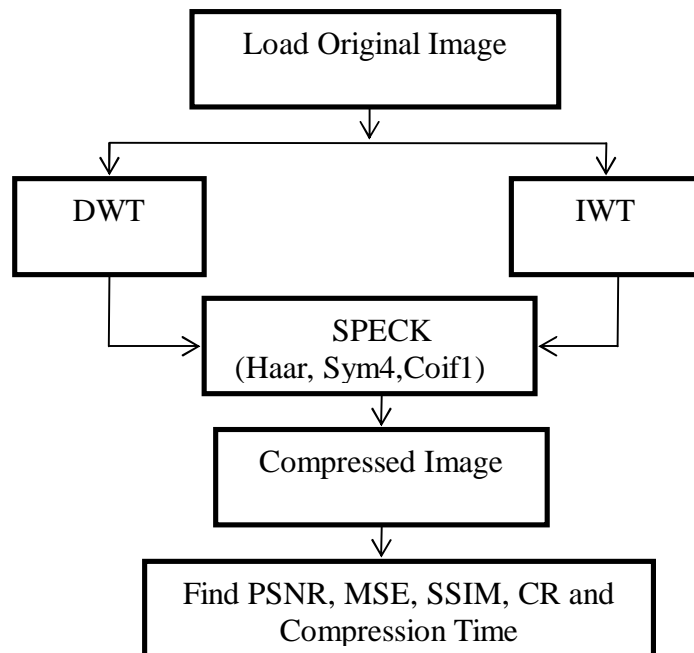 Load Original Image
DWT
IWT
SPECK
(Haar, Sym4,Coif1)
Compressed Image
Find PSNR, MSE, SSIM, CR and
Compression Time